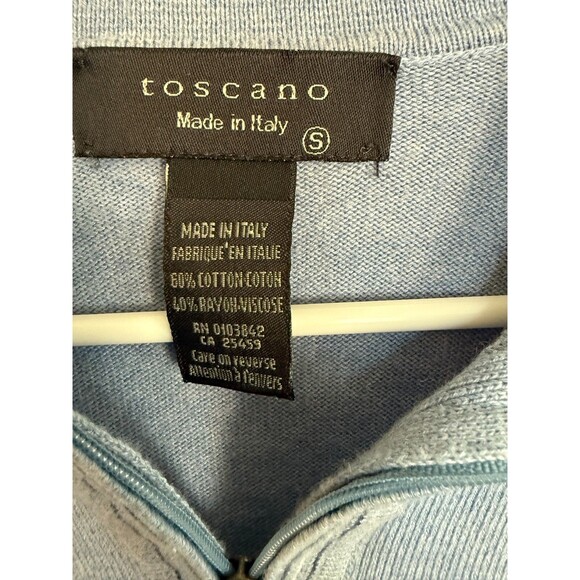 toscano
Made in Italy
S
MADE IN ITALY
FABRIQUE'EN ITALIE
60% COTTON-COTON
40% RAYON-VISCOSE
RN 0103842
CA 25459
Care on reverse
Attention à l'envers